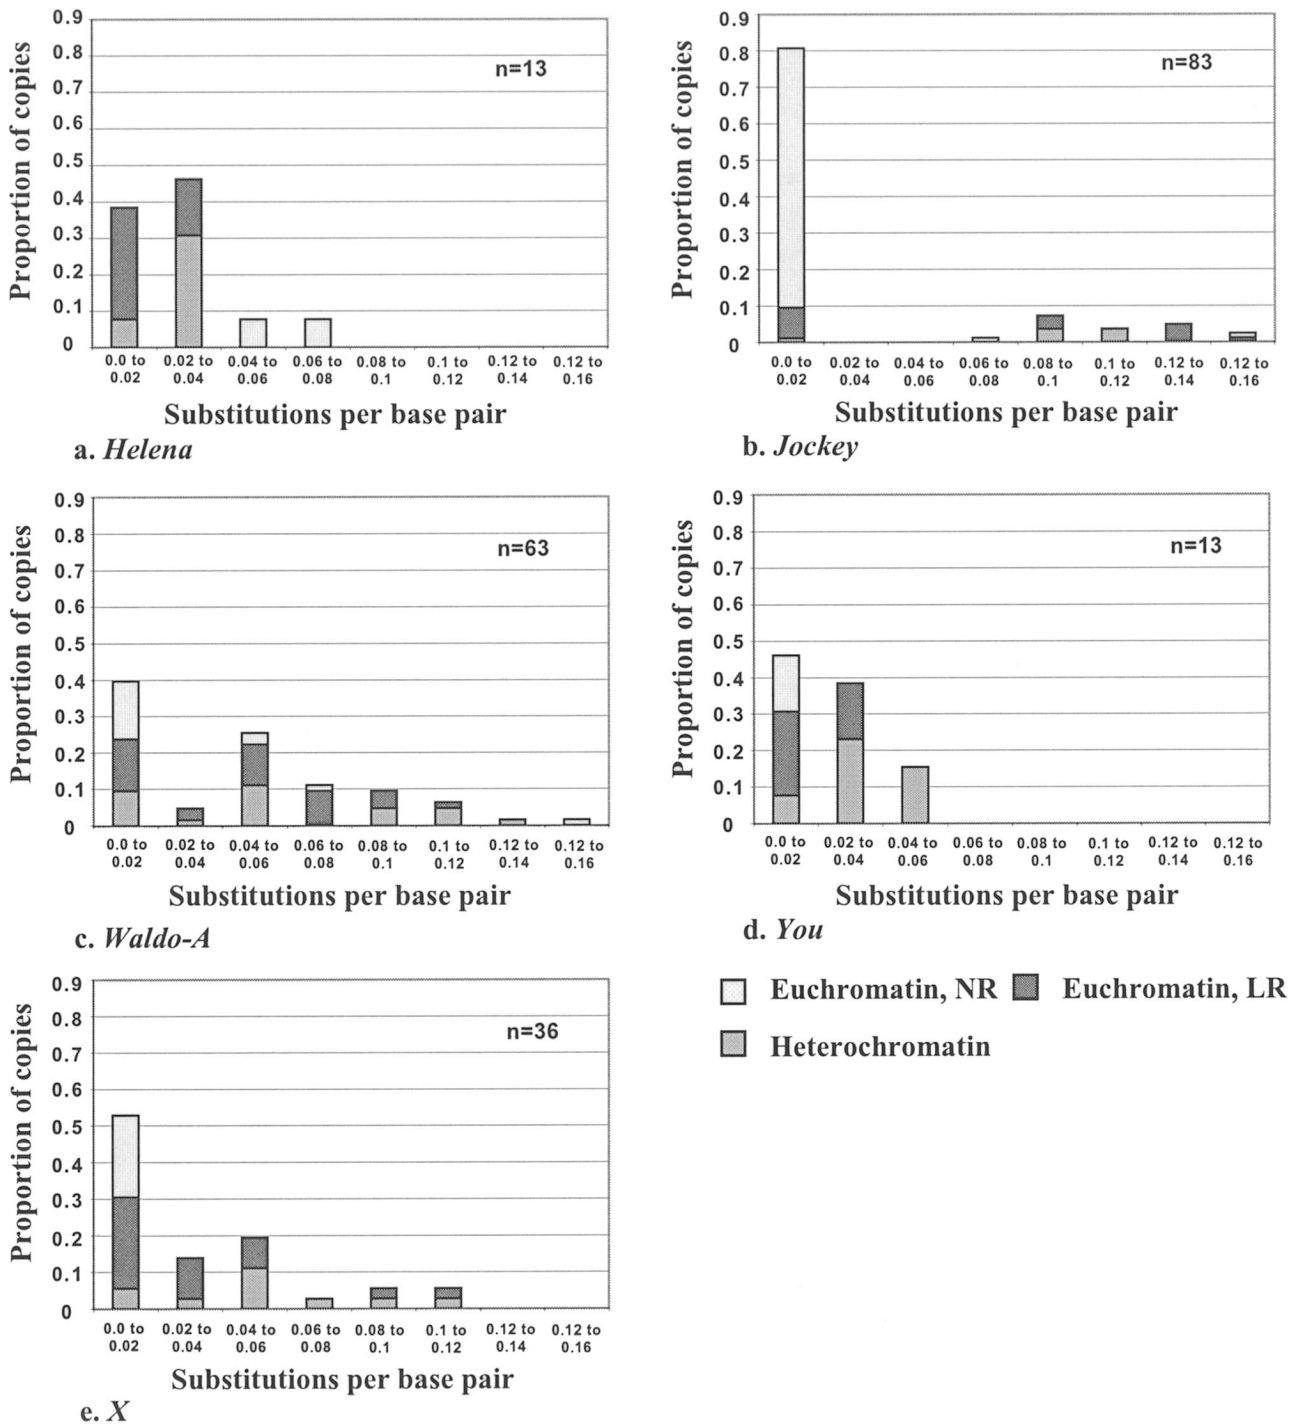 Proportion of copies
0.9
0.8
0.7
0.6
0.5
0.4
0.3
0.2
0.1
0
n=13
0.0 to 0.02 to 0.04 to 0.06 to 0.08 to 0.1 to 0.12 to 0.12 to
0.02 0.04 0.06 0.08 0.1 0.12 0.14 0.16
Substitutions per base pair
a. Helena
Proportion of copies
0.9
0.8
0.7
0.6
0.5
0.4
0.3
0.2
0.1
0
n=83
0.0 to 0.02 to 0.04 to 0.06 to 0.08 to 0.1 to 0.12 to 0.12 to
0.02 0.04 0.06 0.08 0.1 0.12 0.14 0.16
Substitutions per base pair
b. Jockey
Proportion of copies
0.9
0.8
0.7
0.6
0.5
0.4
0.3
0.2
0.1
0
n=63
0.0 to 0.02 to 0.04 to 0.06 to 0.08 to 0.1 to 0.12 to 0.12 to
0.02 0.04 0.06 0.08 0.1 0.12 0.14 0.16
Substitutions per base pair
c. Waldo-A
Proportion of copies
0.9
0.8
0.7
0.6
0.5
0.4
0.3
0.2
0.1
0
n=13
0.0 to 0.02 to 0.04 to 0.06 to 0.08 to 0.1 to 0.12 to 0.12 to
0.02 0.04 0.06 0.08 0.1 0.12 0.14 0.16
Substitutions per base pair
d. You
Euchromatin, NR Euchromatin, LR
Heterochromatin
Proportion of copies
0.9
0.8
0.7
0.6
0.5
0.4
0.3
0.2
0.1
0
n=36
0.0 to 0.02 to 0.04 to 0.06 to 0.08 to 0.1 to 0.12 to 0.12 to
0.02 0.04 0.06 0.08 0.1 0.12 0.14 0.16
Substitutions per base pair
e. X